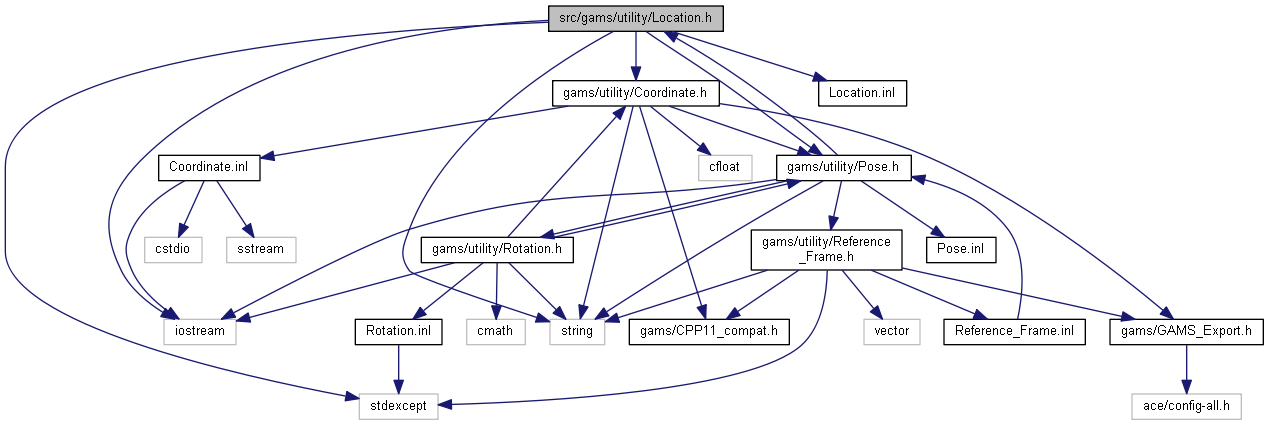 src/gams/utility/Location.h
gams/utility/Coordinate.h
Location.inl
Coordinate.inl
cfloat
gams/utility/Pose.h
cstdio
sstream
gams/utility/Rotation.h
gams/utility/Reference
_Frame.h
Pose.inl
iostream
Rotation.inl
cmath
string
gams/CPP11_compat.h
vector
Reference_Frame.inl
gams/GAMS_Export.h
stdexcept
ace/config-all.h